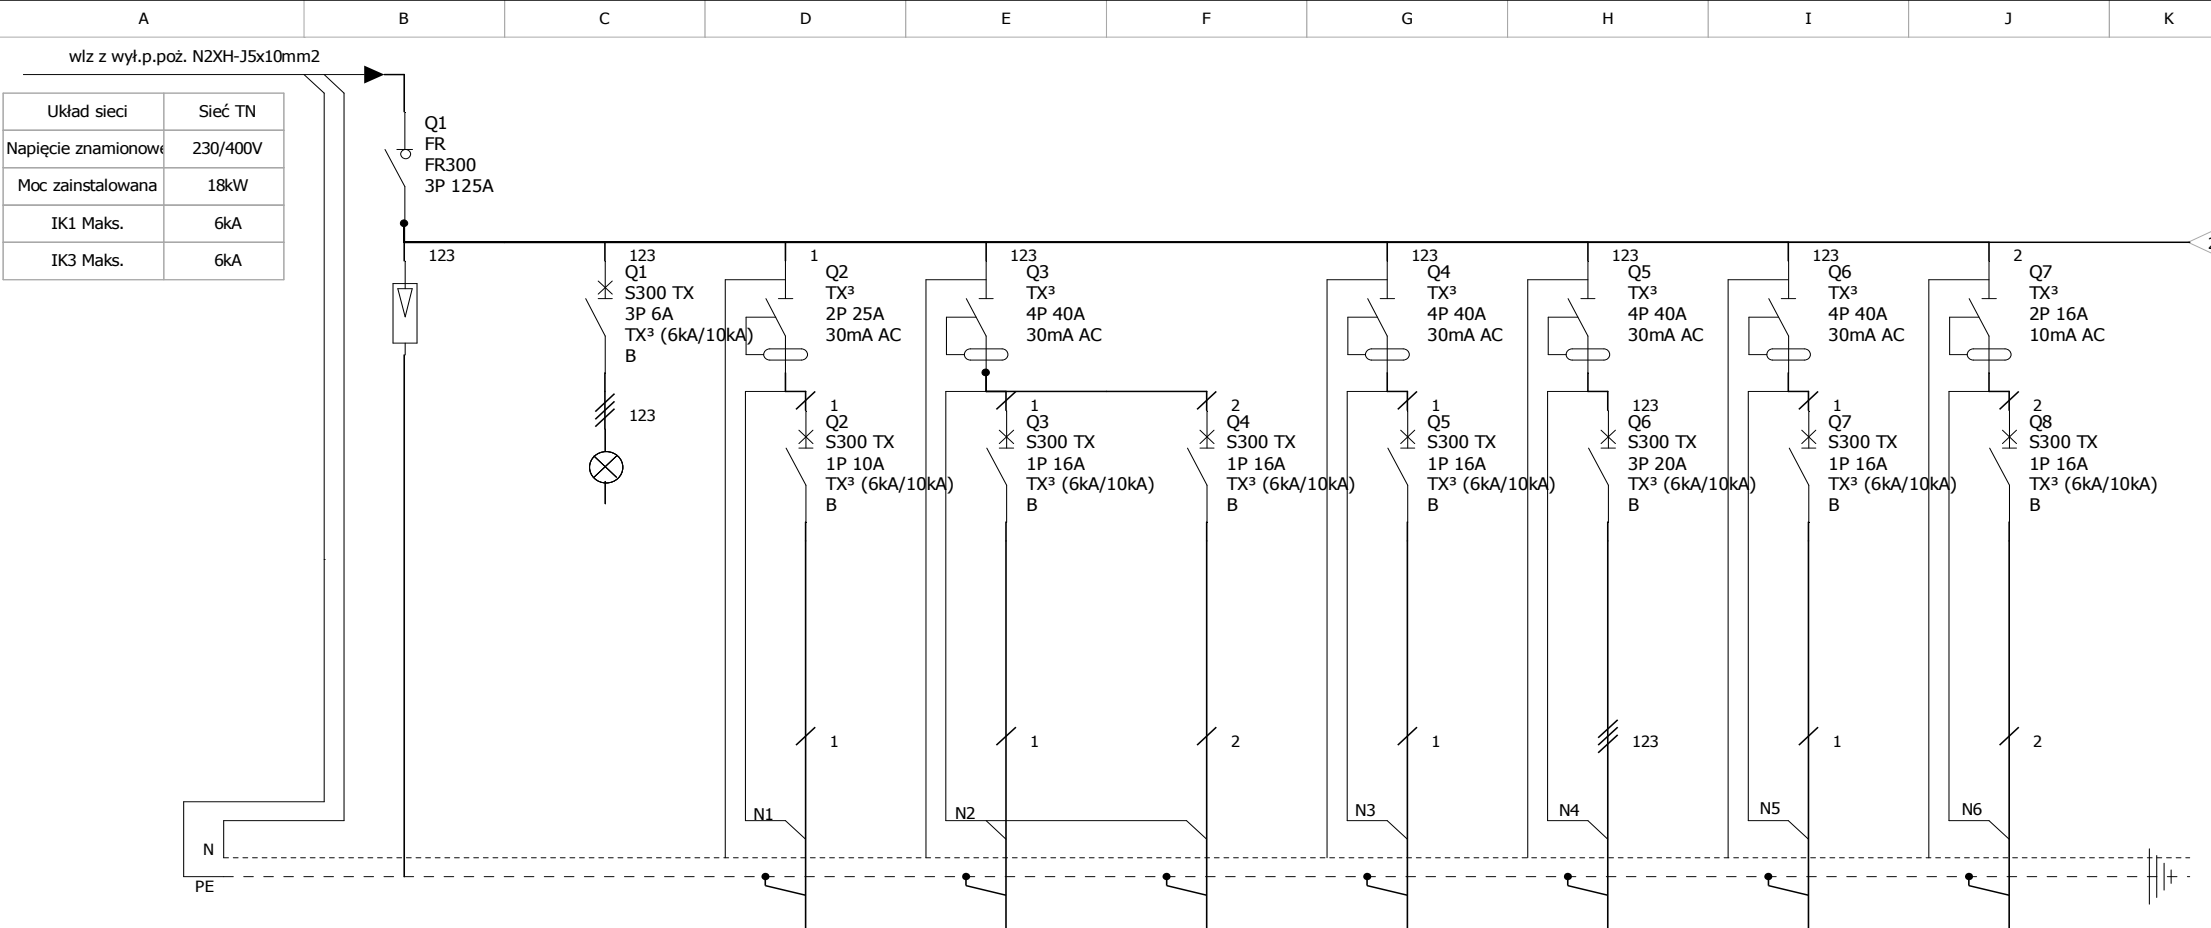 A B C D E F G H I J K
wlz z wył.p.poż. N2XH-J5x10mm2
Układ sieci Sieć TN
Napięcie znamionowe 230/400V
Moc zainstalowana 18kW
IK1 Maks. 6kA
IK3 Maks. 6kA
Q1
FR
FR300
3P 125A
123
123
Q1
S300 TX
3P 6A
TX³ (6kA/10kA)
B
123
1
Q2
TX³
2P 25A
30mA AC
1
Q2
S300 TX
1P 10A
TX³ (6kA/10kA)
B
1
N1
123
Q3
TX³
4P 40A
30mA AC
1
Q3
S300 TX
1P 16A
TX³ (6kA/10kA)
B
1
N2
2
Q4
S300 TX
1P 16A
TX³ (6kA/10kA)
B
2
123
Q4
TX³
4P 40A
30mA AC
1
Q5
S300 TX
1P 16A
TX³ (6kA/10kA)
B
1
N3
123
Q5
TX³
4P 40A
30mA AC
123
Q6
S300 TX
3P 20A
TX³ (6kA/10kA)
B
123
N4
123
Q6
TX³
4P 40A
30mA AC
1
Q7
S300 TX
1P 16A
TX³ (6kA/10kA)
B
1
N5
2
Q7
TX³
2P 16A
10mA AC
2
Q8
S300 TX
1P 16A
TX³ (6kA/10kA)
B
2
N6
N
PE